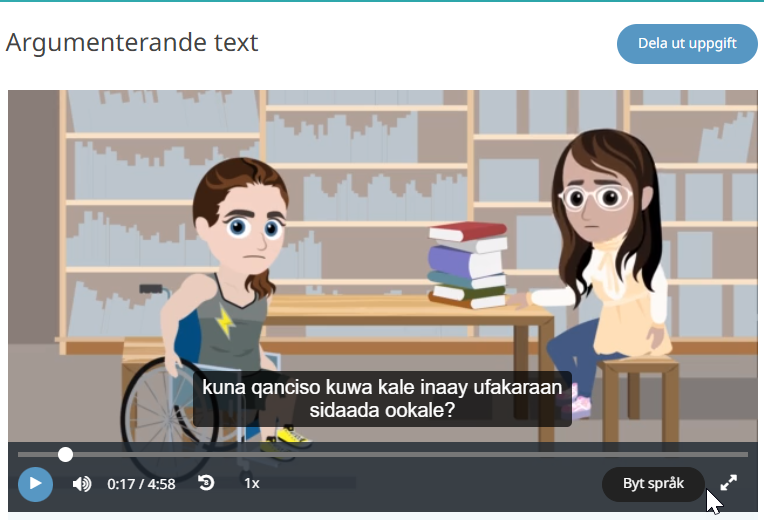 Argumenterande text
Dela ut uppgift
kuna qanciso kuwa kale inaay ufakaraan
sidaada ookale?
0:17 / 4:58
3
1x
Byt språk